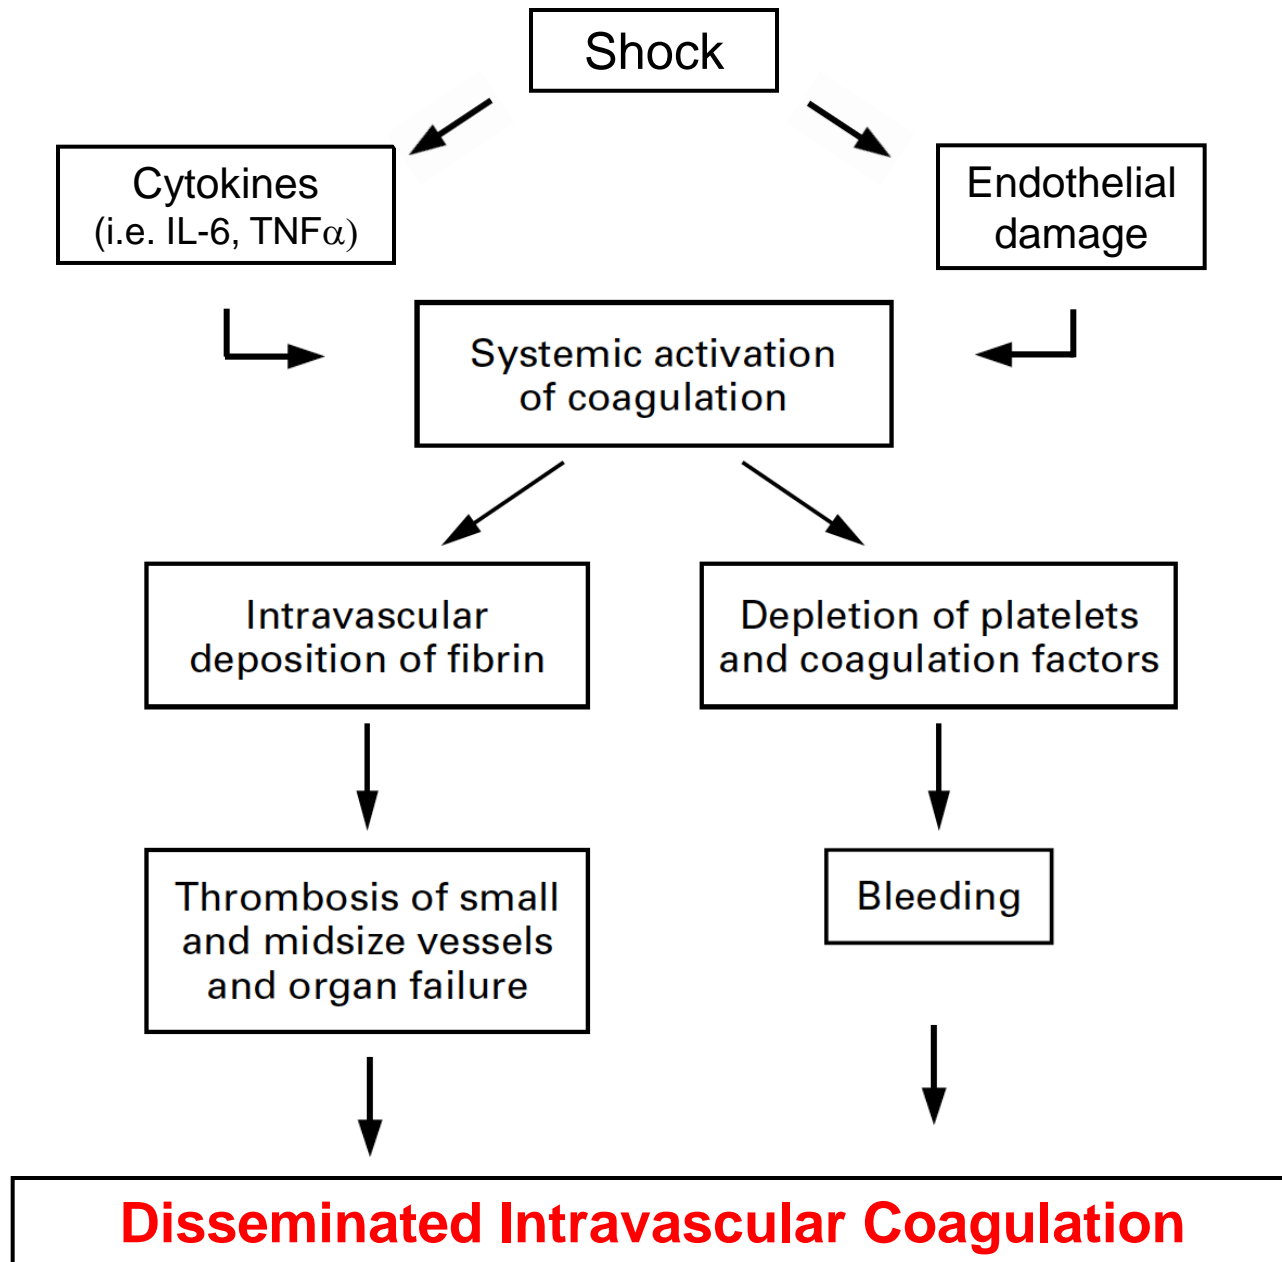 Shock
Cytokines
(i.e. IL-6, TNFα)
Endothelial
damage
Systemic activation
of coagulation
Intravascular
deposition of fibrin
Depletion of platelets
and coagulation factors
Thrombosis of small
and midsize vessels
and organ failure
Bleeding
Disseminated Intravascular Coagulation